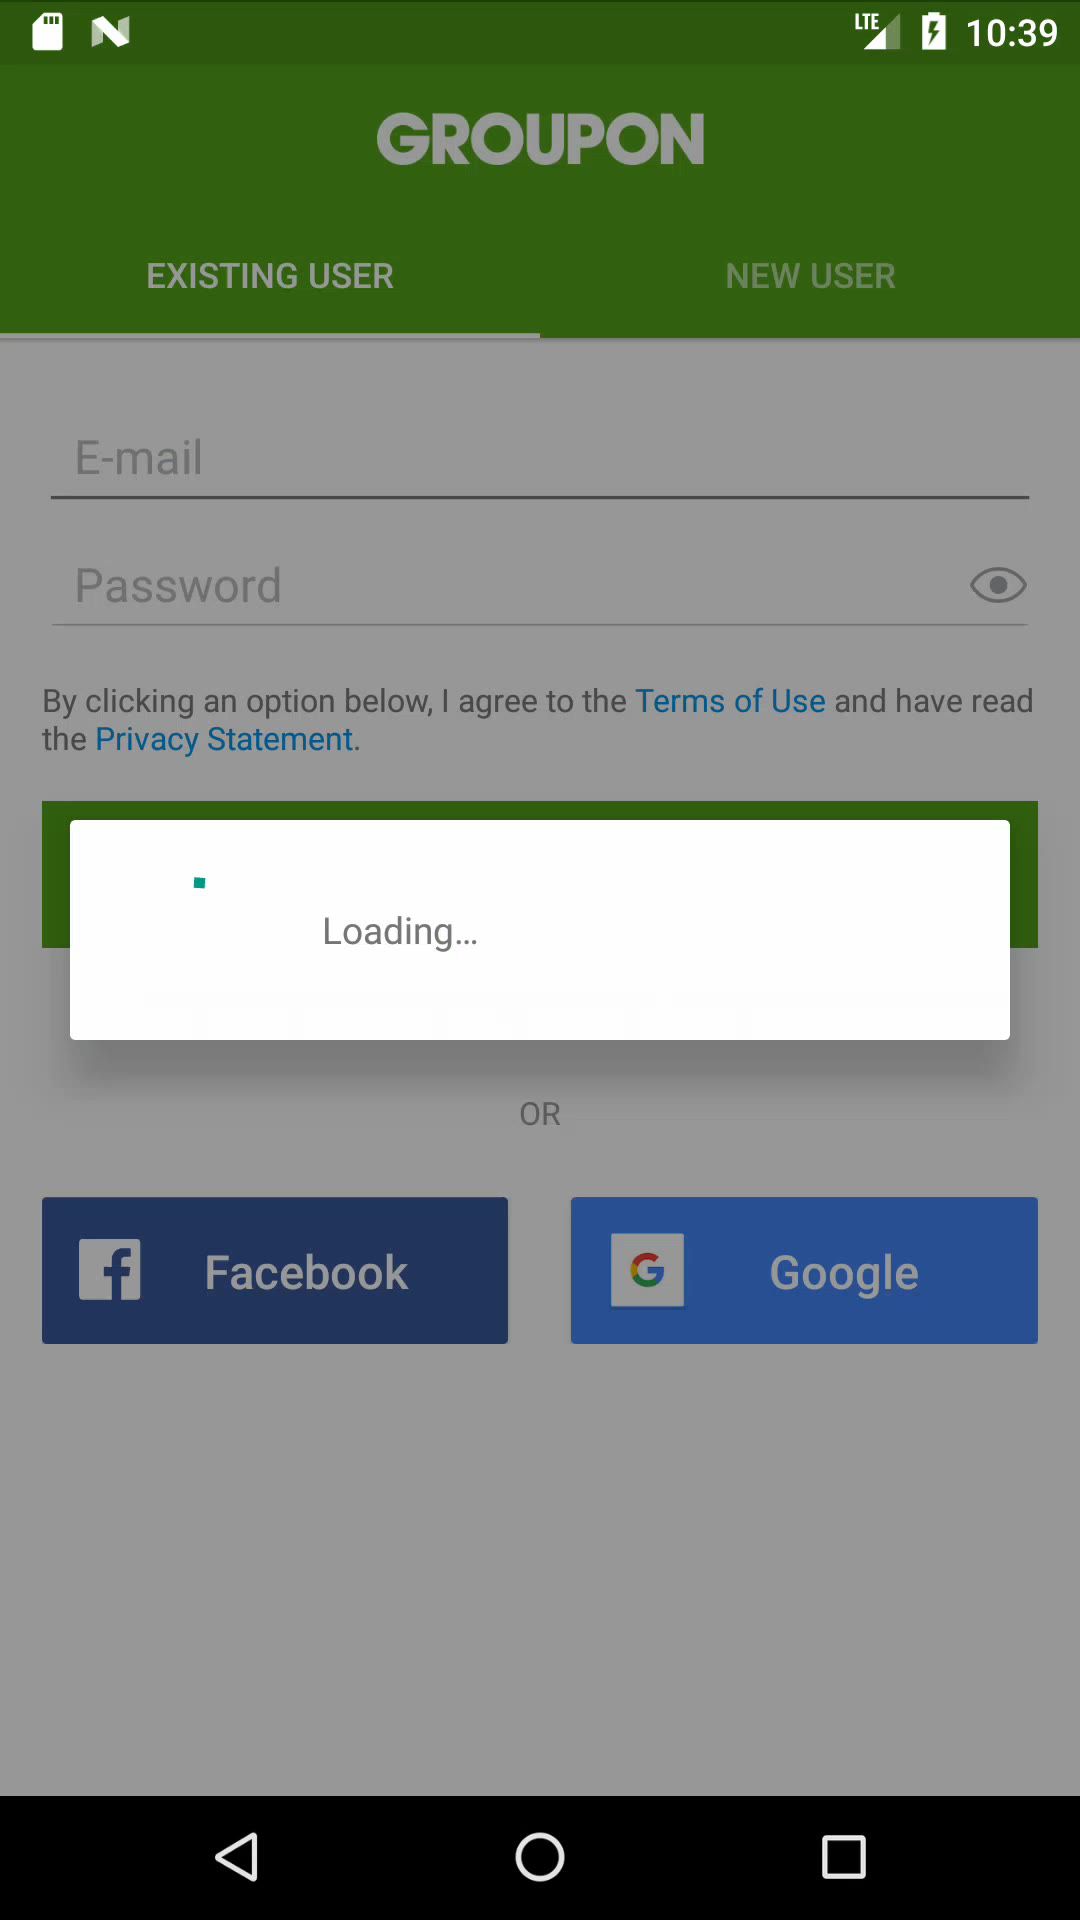 LTE 10:39
GROUPON
EXISTING USER NEW USER
E-mail
Password
By clicking an option below, I agree to the Terms of Use and have read
the Privacy Statement.
Loading...
OR
Facebook Google